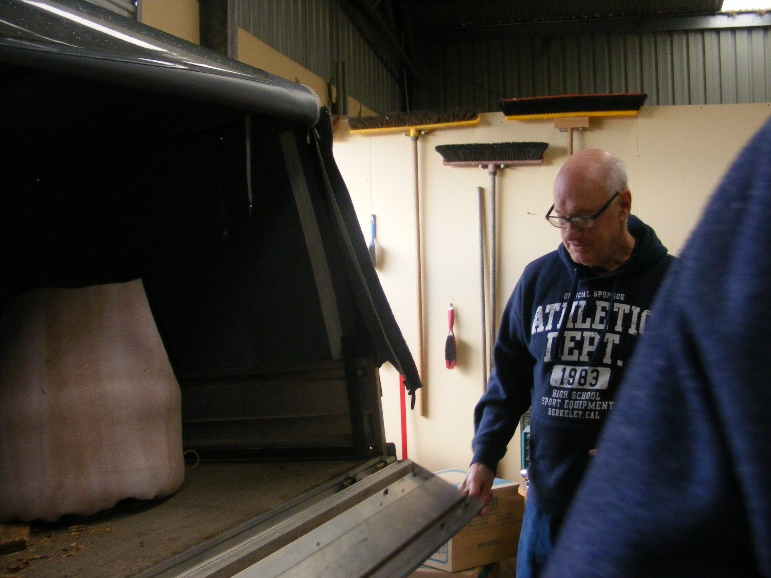 OFFICIAL SPONSOR
ATHLETIC
DEPT.
1983
HIGH SCHOOL
SPORT EQUIPMENT
BERKELEY, CAL